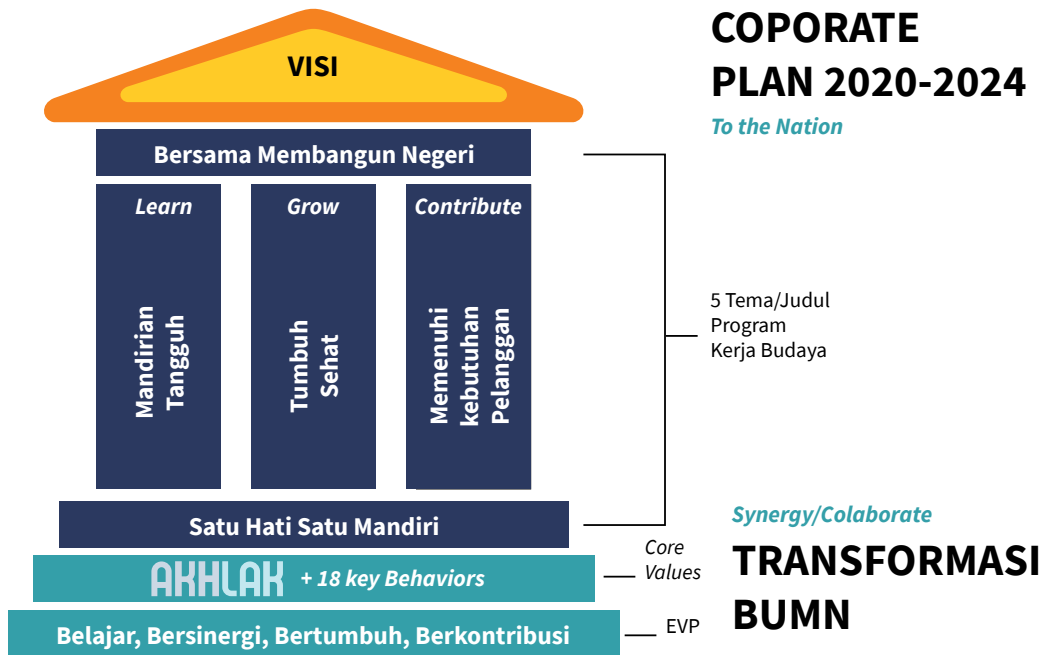 VISI
COPORATE
PLAN 2020-2024
To the Nation
Bersama Membangun Negeri
Learn
Grow
Contribute
Mandirian
Tangguh
Tumbuh
Sehat
Memenuhi
kebutuhan
Pelanggan
5 Tema/Judul
Program
Kerja Budaya
Satu Hati Satu Mandiri
Synergy/Colaborate
TRANSFORMASI
BUMN
AKHLAK + 18 key Behaviors
Core
Values
Belajar, Bersinergi, Bertumbuh, Berkontribusi
EVP